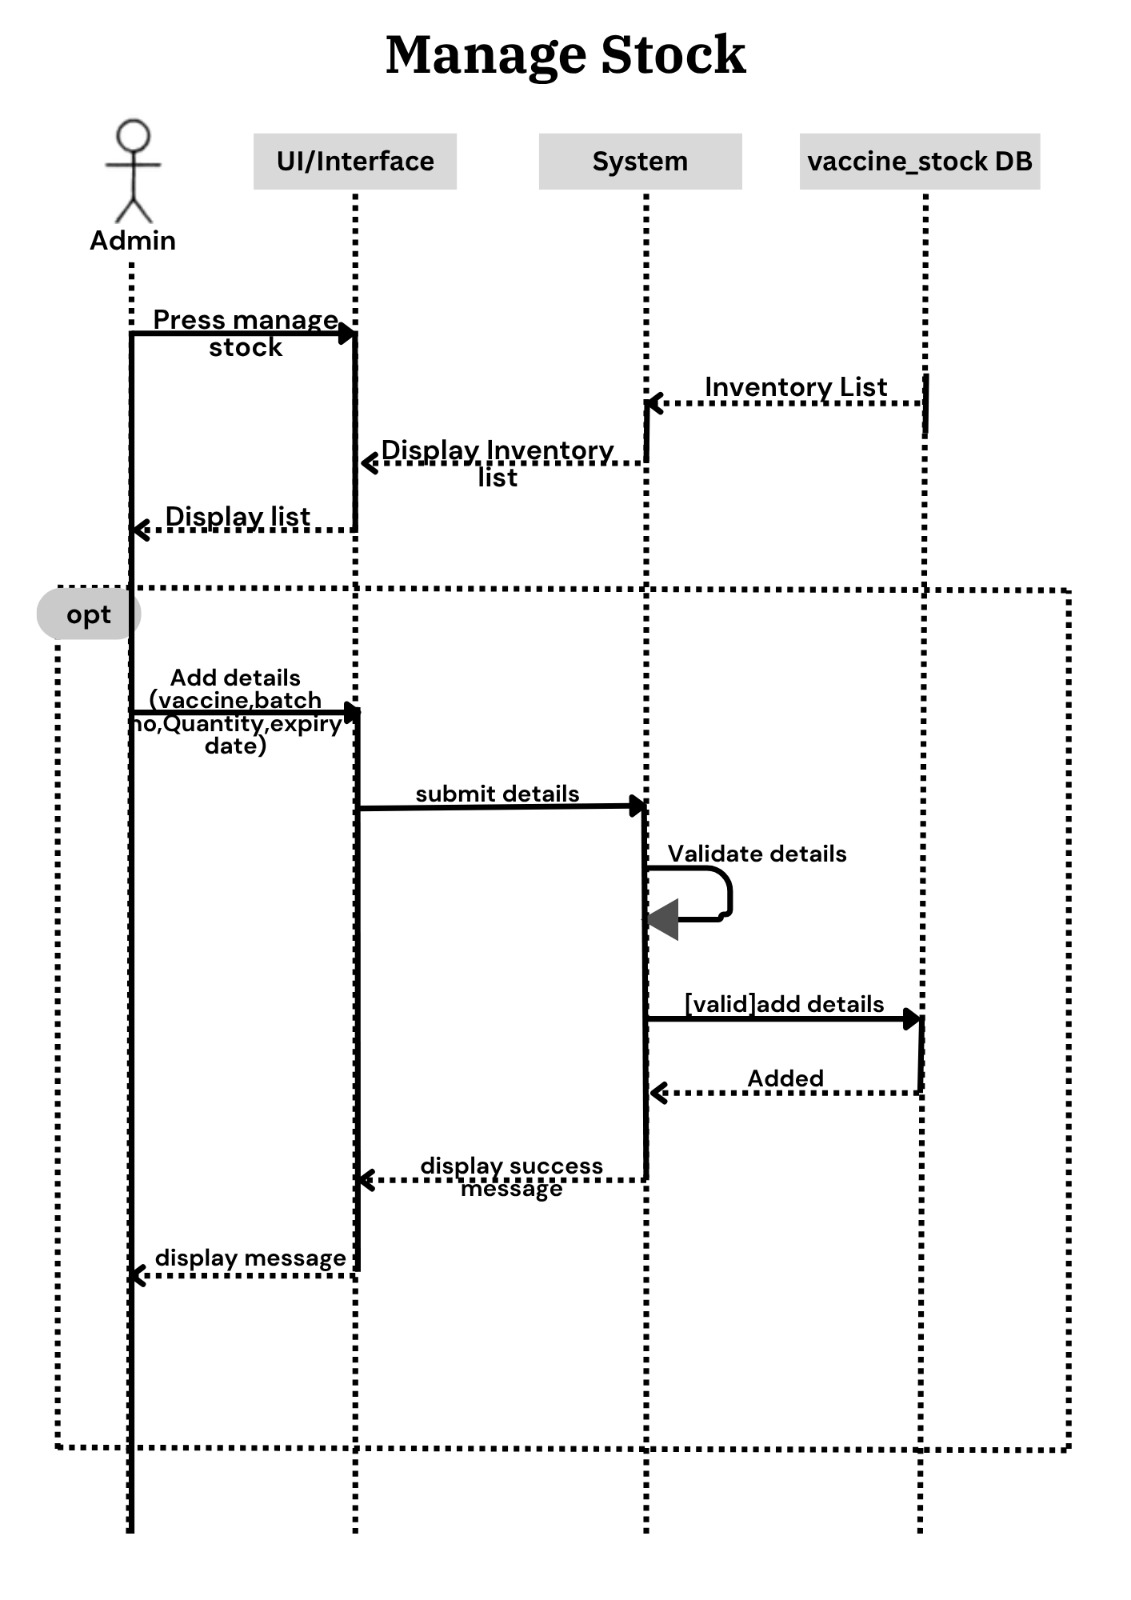 Manage Stock
UI/Interface
System
vaccine_stock DB
Admin
Press manage
stock
Inventory List
Display Inventory
list
Display list
opt
Add details
(vaccine,batch
no,Quantity,expiry
date)
submit details
Validate details
[valid]add details
Added
display success
message
display message